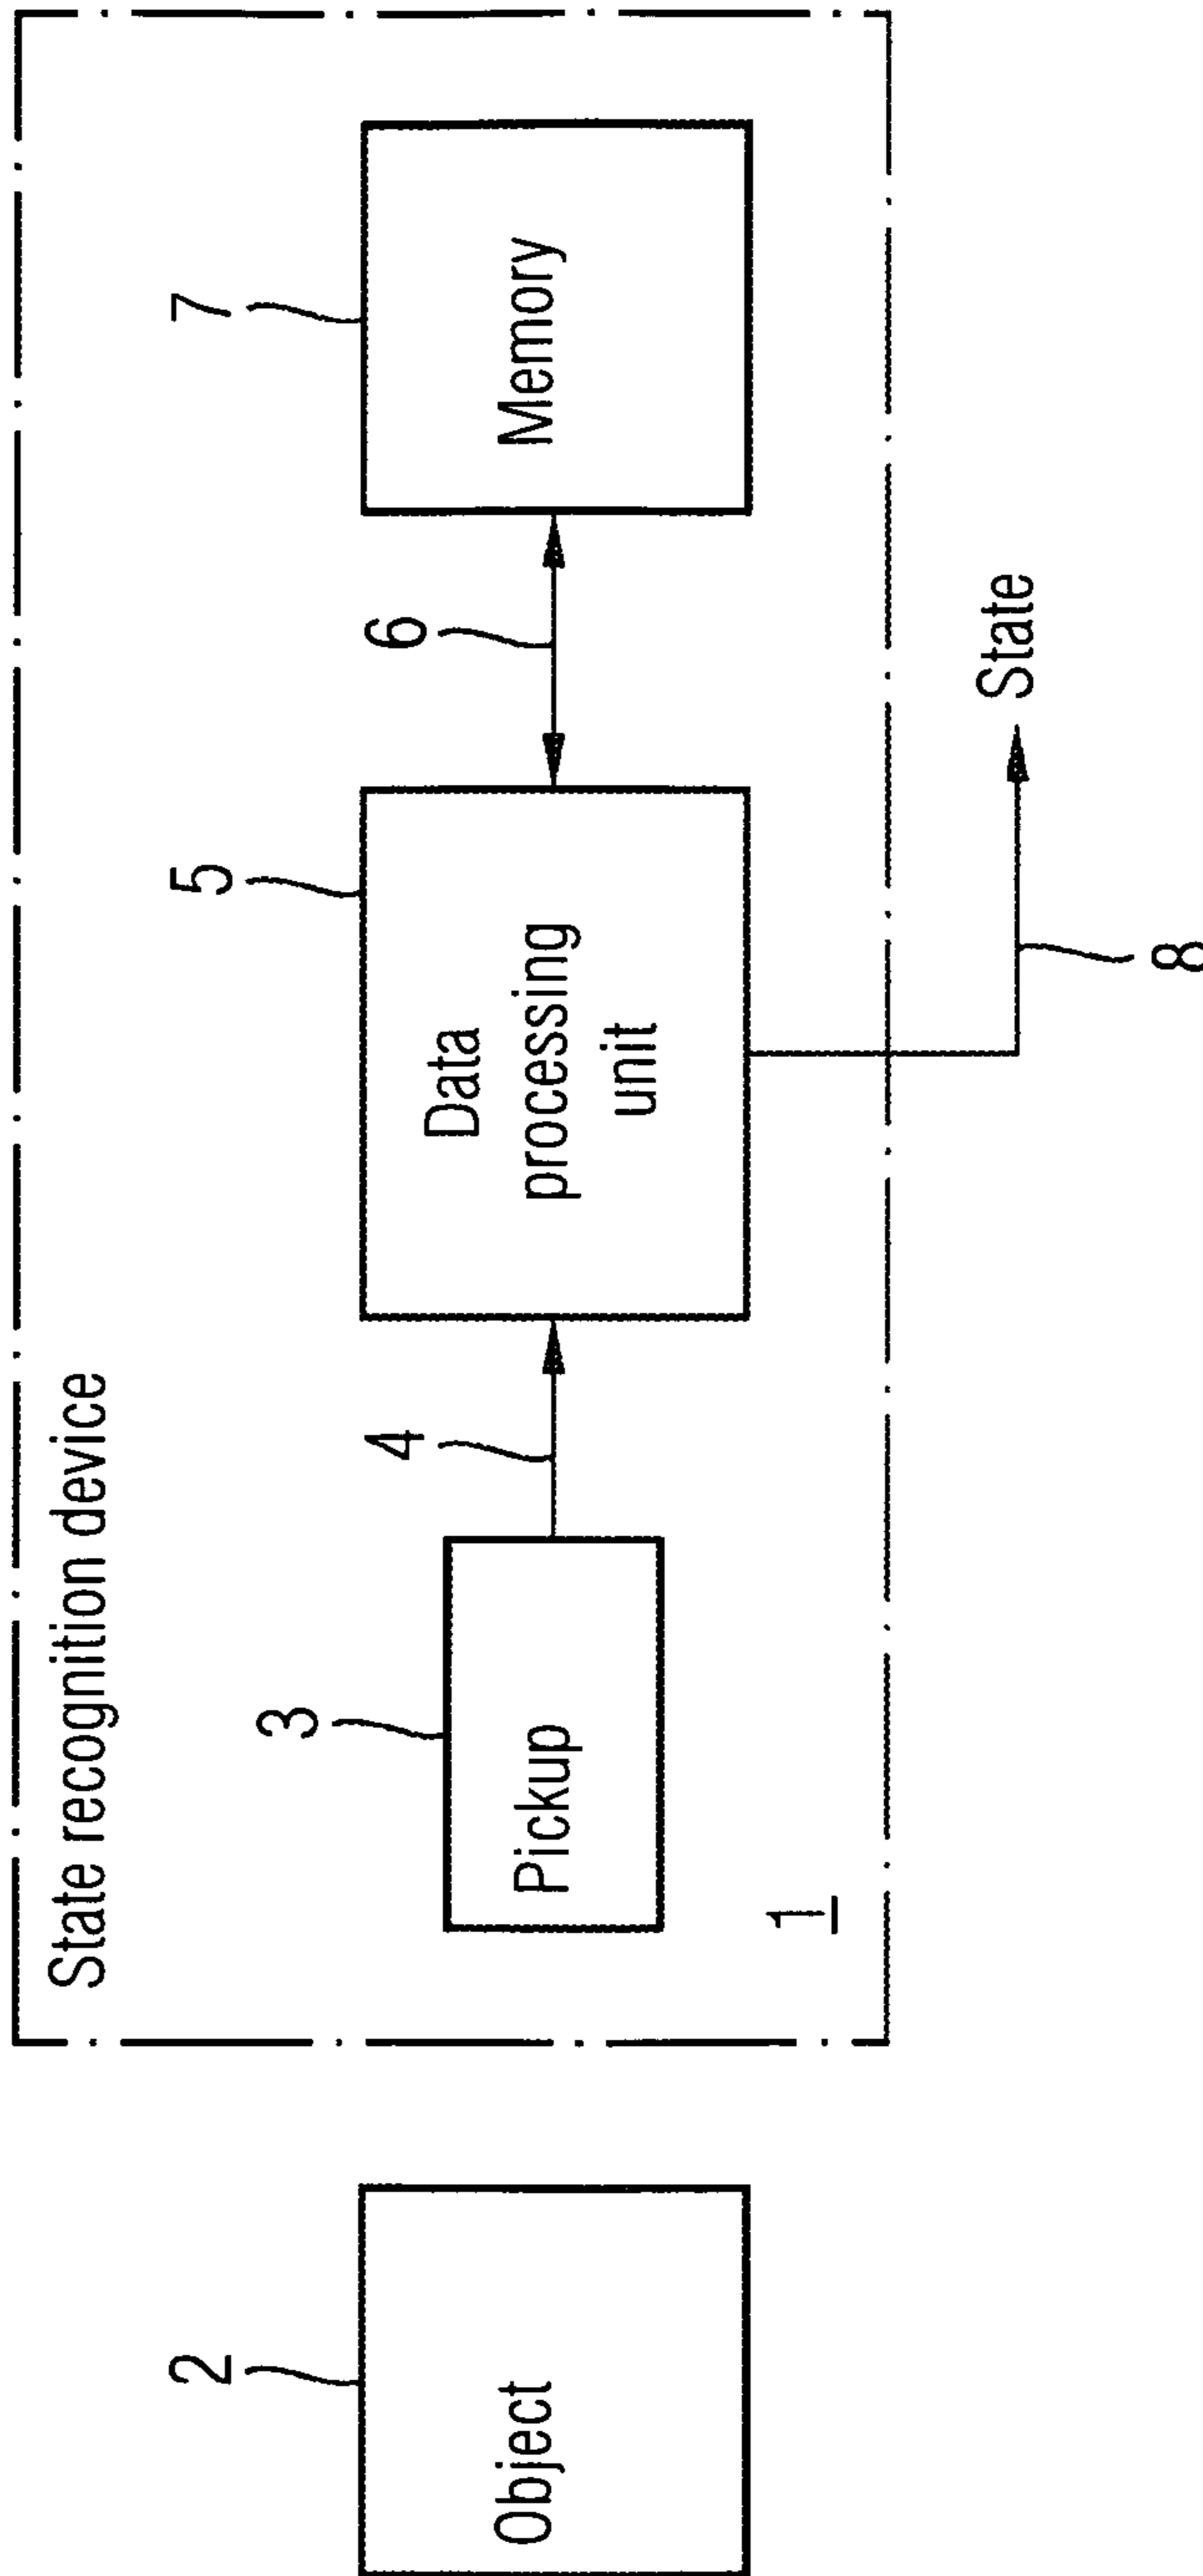 State recognition device
2
Object
3
Pickup
4
5
Data
processing
unit
6
7
Memory
1
8
State